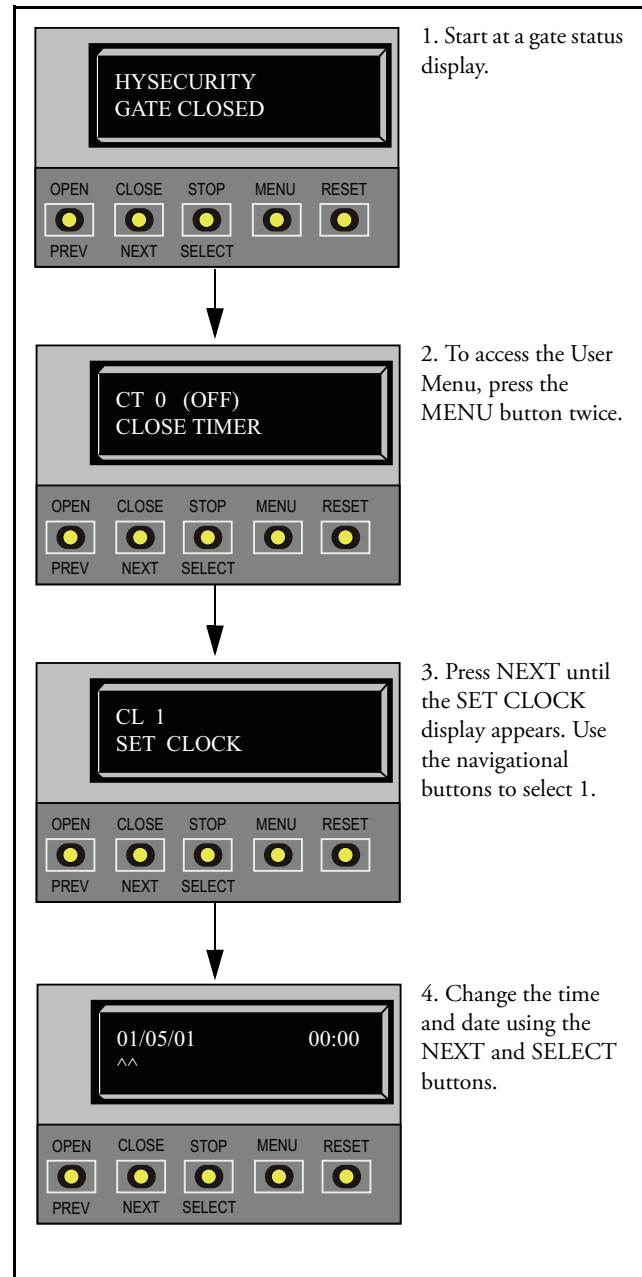 HYSECURITY
GATE CLOSED
OPEN CLOSE STOP MENU RESET
PREV NEXT SELECT
1. Start at a gate status
display.
CT 0 (OFF)
CLOSE TIMER
OPEN CLOSE STOP MENU RESET
PREV NEXT SELECT
2. To access the User
Menu, press the
MENU button twice.
CL 1
SET CLOCK
OPEN CLOSE STOP MENU RESET
PREV NEXT SELECT
3. Press NEXT until
the SET CLOCK
display appears. Use
the navigational
buttons to select 1.
01/05/01 00:00
^^
OPEN CLOSE STOP MENU RESET
PREV NEXT SELECT
4. Change the time
and date using the
NEXT and SELECT
buttons.